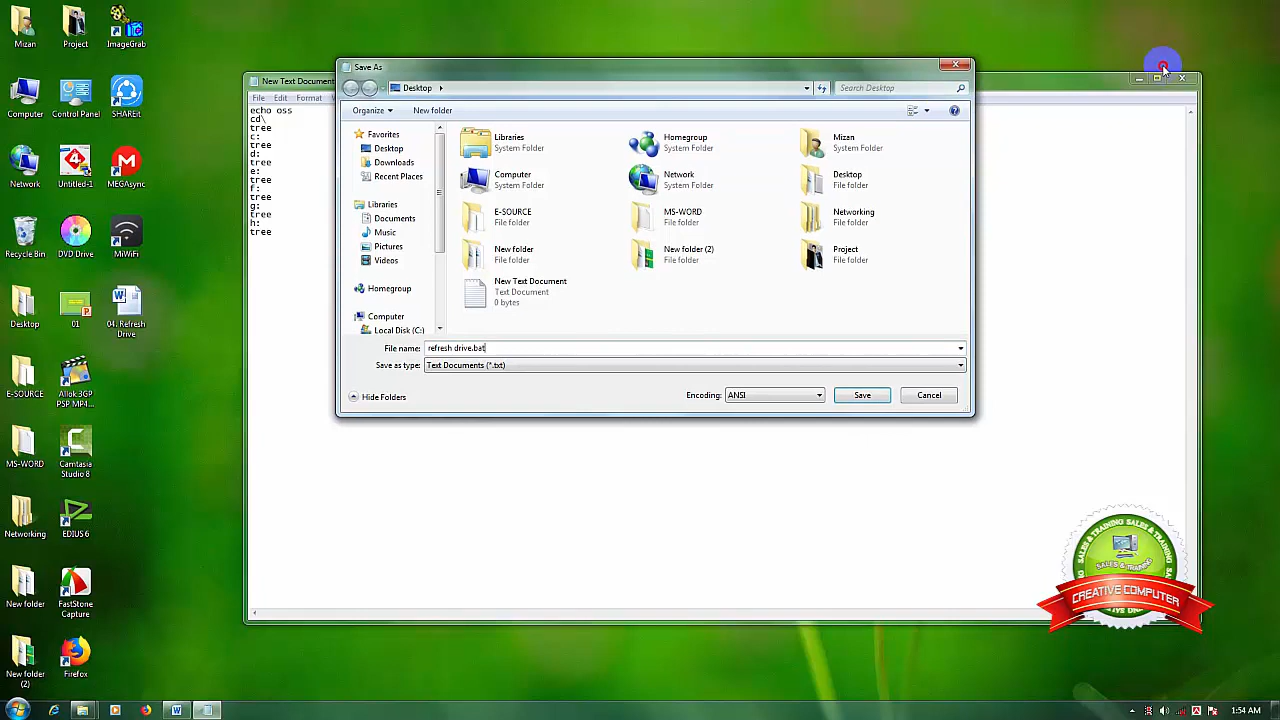 Mizan
Project
ImageGrab
Computer
Control Panel
SHAREit
Network
Untitled-1
MEGAsync
Recycle Bin
DVD Drive
MiWiFi
Desktop
01
04. Refresh
Drive
E-SOURCE
Allok 3GP
PSP MP4...
MS-WORD
Camtasia
Studio 8
Networking
EDIUS 6
New folder
FastStone
Capture
New folder
(2)
Firefox
New Text Document
File Edit Format
echo oss
cd\
tree
c:
tree
d:
tree
e:
tree
f:
tree
g:
tree
h:
tree
Save As
Desktop
Search Desktop
Organize
New folder
Favorites
Desktop
Downloads
Recent Places
Libraries
Documents
Music
Pictures
Videos
Homegroup
Computer
Local Disk (C:)
Libraries
System Folder
Homegroup
System Folder
Mizan
System Folder
Computer
System Folder
Network
System Folder
Desktop
File folder
E-SOURCE
File folder
MS-WORD
File folder
Networking
File folder
New folder
File folder
New folder (2)
File folder
Project
File folder
New Text Document
Text Document
0 bytes
File name: refresh drive.bat
Save as type: Text Documents (*.txt)
Hide Folders
Encoding: ANSI
Save
Cancel
SALES & TRAINING SALES & TRAINING
SALES & TRAINING
CREATIVE COMPUTER
1:54 AM